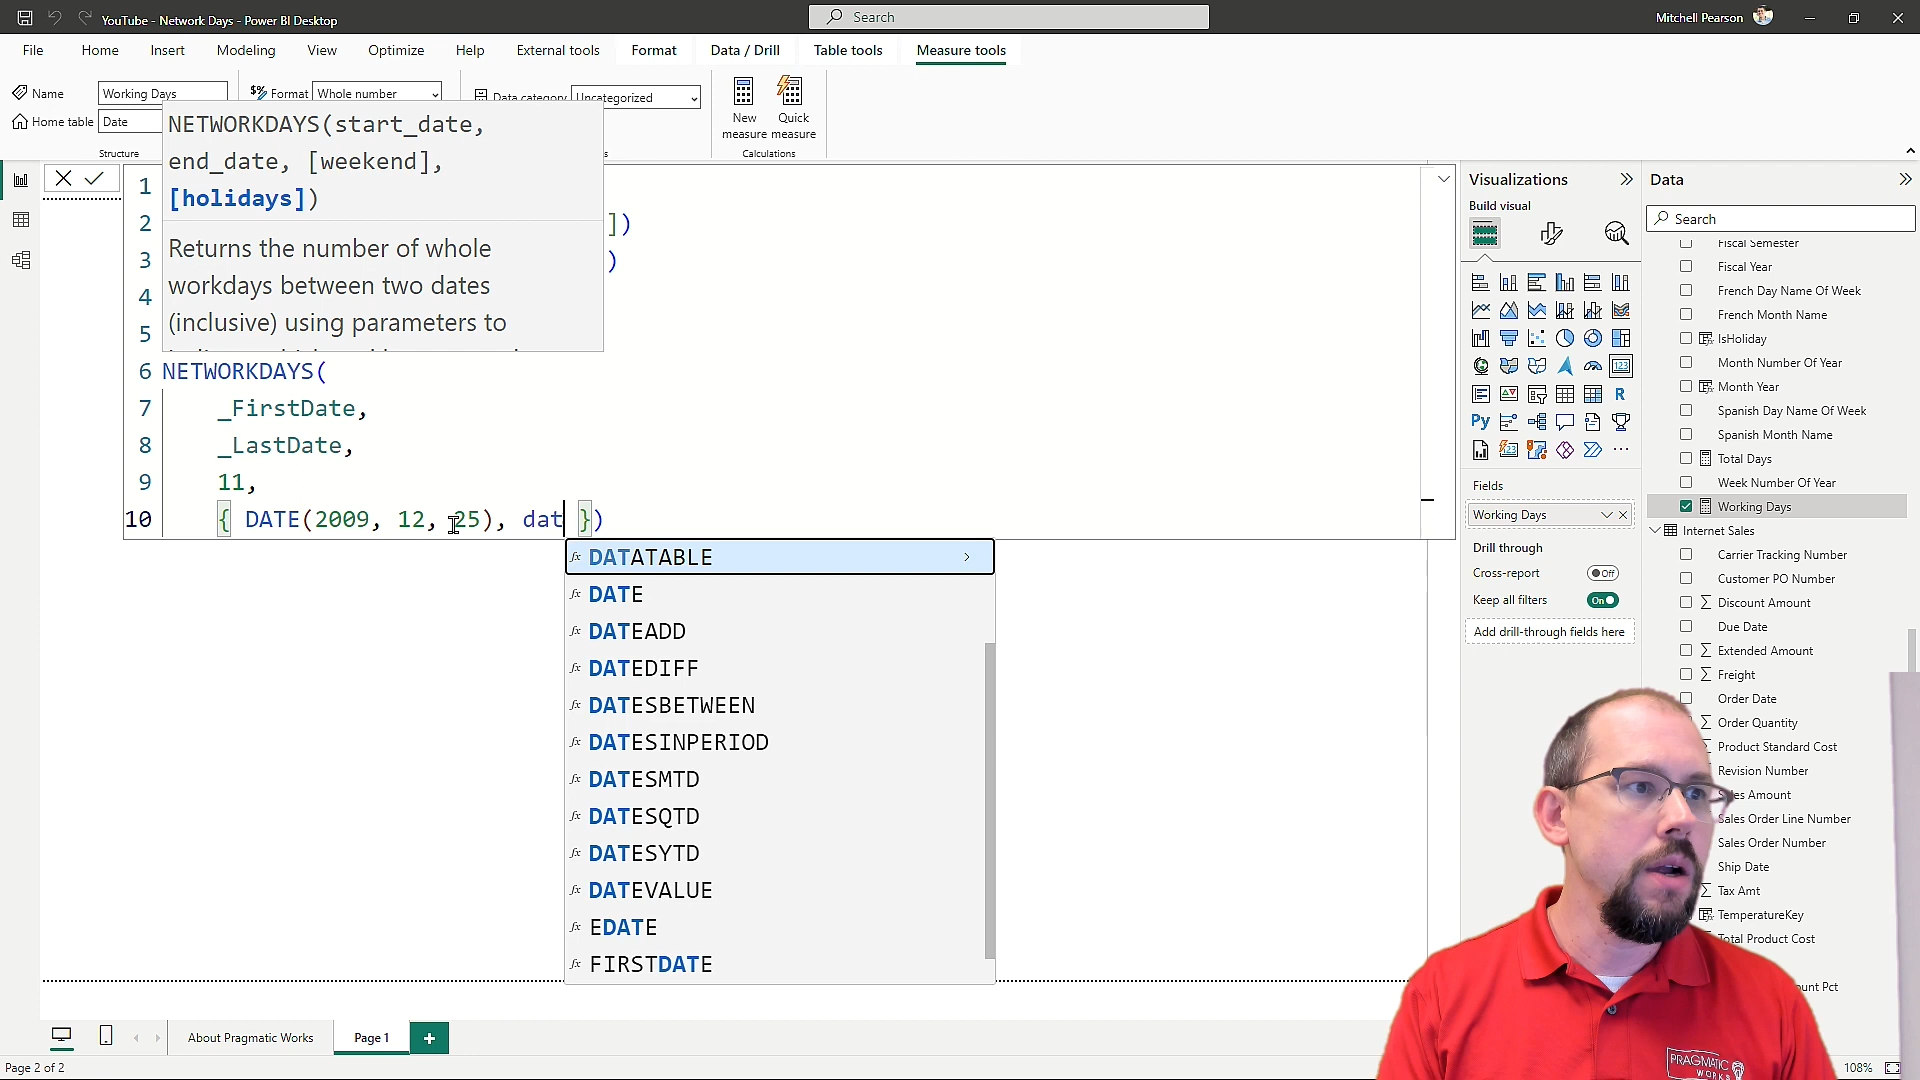 YouTube - Network Days - Power BI Desktop
Search
Mitchell Pearson
File Home Insert Modeling View Optimize Help External tools Format Data / Drill Table tools Measure tools
Name Working Days
Format Whole number
Data category Uncategorized
Home table Date
New measure
Quick measure
Structure
Calculations
NETWORKDAYS(start_date,
end_date, [weekend],
[holidays])
Returns the number of whole
workdays between two dates
(inclusive) using parameters to
1
2 ])
3 )
4
5
6 NETWORKDAYS(
7 _FirstDate,
8 _LastDate,
9 11,
10 { DATE(2009, 12, 25), dat })
DATATABLE
DATE
DATEADD
DATEDIFF
DATESBETWEEN
DATESINPERIOD
DATESMTD
DATESQTD
DATESYTD
DATEVALUE
EDATE
FIRSTDATE
Visualizations
Build visual
R
Py
123
Fields
Working Days
Drill through
Cross-report Off
Keep all filters On
Add drill-through fields here
Data
Search
Fiscal Semester
Fiscal Year
French Day Name Of Week
French Month Name
IsHoliday
Month Number Of Year
Month Year
Spanish Day Name Of Week
Spanish Month Name
Total Days
Week Number Of Year
Working Days
Internet Sales
Carrier Tracking Number
Customer PO Number
Discount Amount
Due Date
Extended Amount
Freight
Order Date
Order Quantity
Product Standard Cost
Revision Number
Sales Amount
Sales Order Line Number
Sales Order Number
Ship Date
Tax Amt
TemperatureKey
Total Product Cost
ount Pct
PRAGMATIC
WORKS
About Pragmatic Works
Page 1
Page 2 of 2
108%